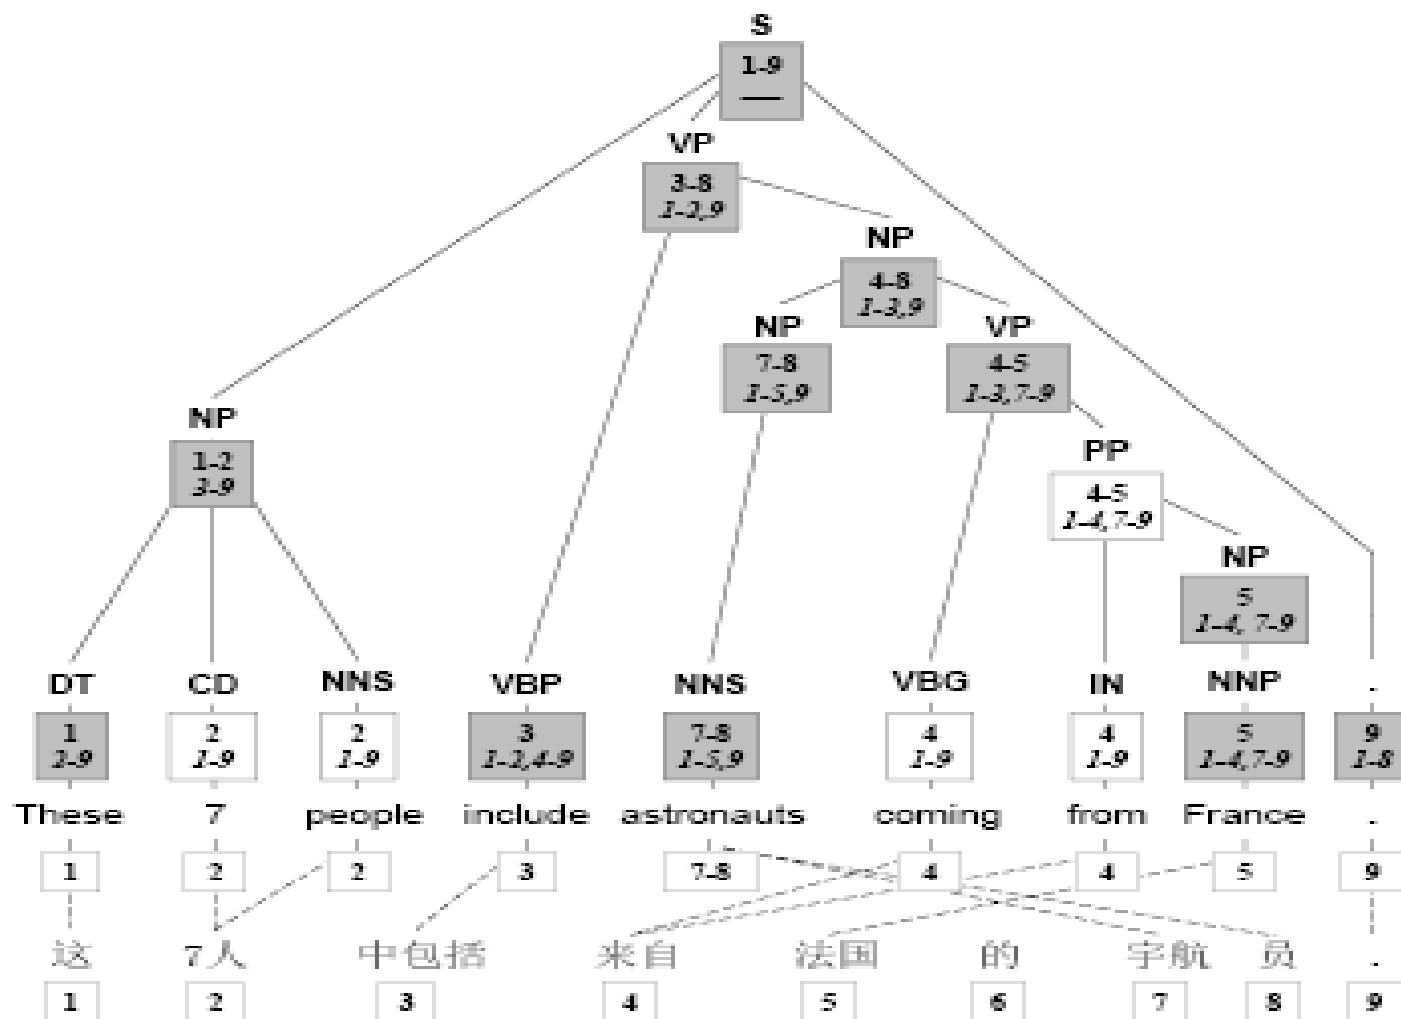 S
1-9
VP
3-8
1-2,9
NP
4-8
1-3,9
NP VP
7-8 4-5
1-5,9 1-3,7-9
NP
1-2
3-9
PP
4-5
1-4,7-9
NP
5
1-4, 7-9
DT CD NNS VBP NNS VBG IN NNP .
1 2 2 3 7-8 4 4 5 9
2-9 1-9 1-9 1-2,4-9 1-5,9 1-9 1-9 1-4,7-9 1-8
These 7 people include astronauts coming from France .
1 2 2 3 7-8 4 4 5 9
这 7人 中包括 来自 法国 的 宇航 员 .
1 2 3 4 5 6 7 8 9